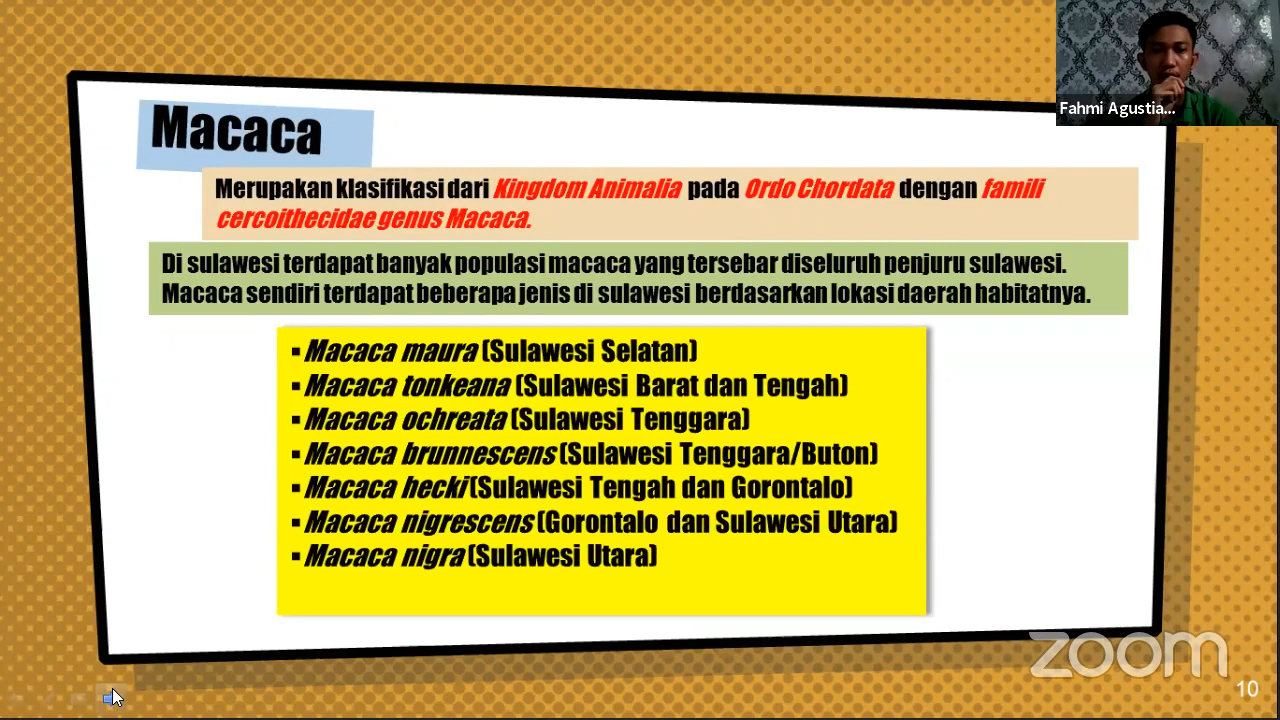 Fahmi Agustia...
Macaca
Merupakan klasifikasi dari Kingdom Animalia pada Ordo Chordata dengan famili
cercoithecidae genus Macaca.
Di sulawesi terdapat banyak populasi macaca yang tersebar diseluruh penjuru sulawesi.
Macaca sendiri terdapat beberapa jenis di sulawesi berdasarkan lokasi daerah habitatnya.
▪ Macaca maura (Sulawesi Selatan)
▪ Macaca tonkeana (Sulawesi Barat dan Tengah)
▪ Macaca ochreata (Sulawesi Tenggara)
▪ Macaca brunnescens (Sulawesi Tenggara/Buton)
▪ Macaca hecki (Sulawesi Tengah dan Gorontalo)
▪ Macaca nigrescens (Gorontalo dan Sulawesi Utara)
▪ Macaca nigra (Sulawesi Utara)
zoom
10